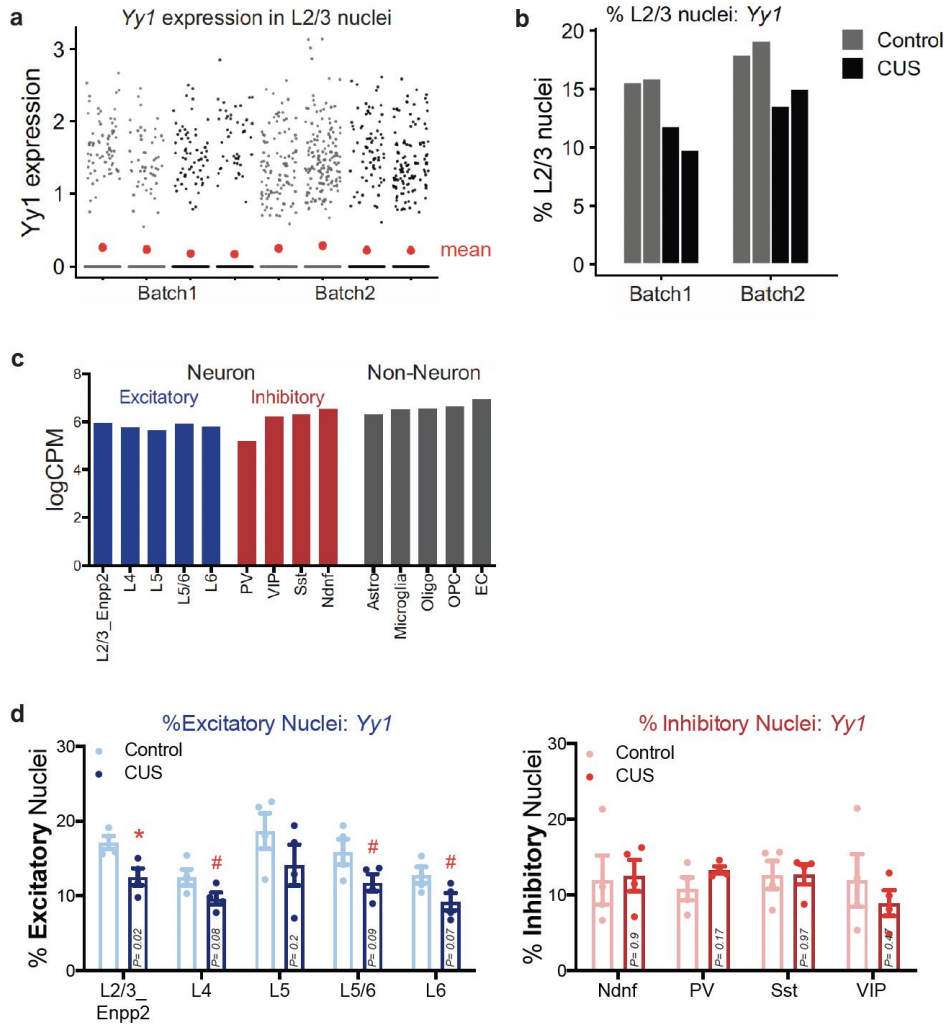 a
Yy1 expression in L2/3 nuclei
Yy1 expression
3
2
1
0
mean
Batch1 Batch2
b
% L2/3 nuclei: Yy1
% L2/3 nuclei
20
15
10
5
0
Batch1 Batch2
Control
CUS
c
Neuron Non-Neuron
Excitatory Inhibitory
logCPM
8
6
4
2
0
L2/3_Enpp2
L4
L5
L5/6
L6
PV
VIP
Sst
Ndnf
Astro
Microglia
Oligo
OPC
EC
d
%Excitatory Nuclei: Yy1
% Excitatory Nuclei
30
20
10
0
Control
CUS
*
#
#
#
P= 0.02
P= 0.08
P= 0.2
P= 0.09
P= 0.07
L2/3_ L4 L5 L5/6 L6
Enpp2
% Inhibitory Nuclei: Yy1
% Inhibitory Nuclei
30
20
10
0
Control
CUS
P= 0.9
P= 0.17
P= 0.97
Ndnf PV Sst VIP